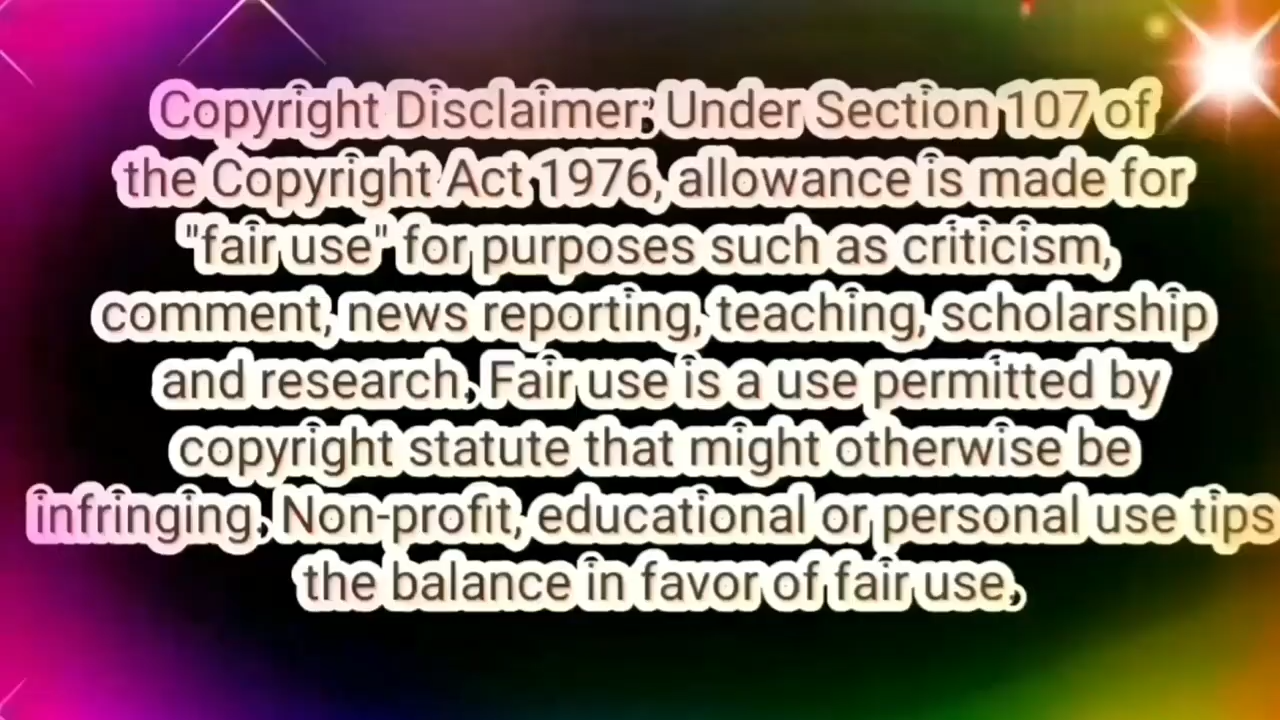 Copyright Disclaimer: Under Section 107 of
the Copyright Act 1976, allowance is made for
"fair use" for purposes such as criticism,
comment, news reporting, teaching, scholarship
and research. Fair use is a use permitted by
copyright statute that might otherwise be
infringing. Non-profit, educational or personal use tips
the balance in favor of fair use.